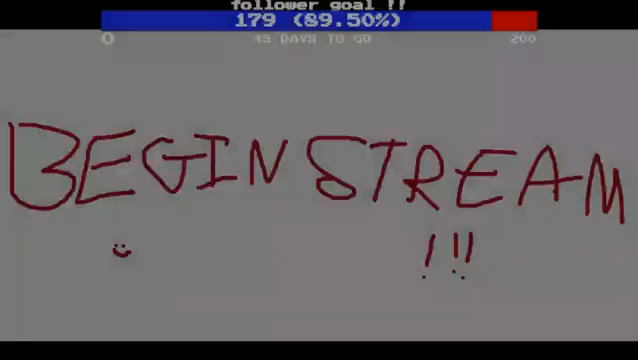 follower goal !!
179 (89.50%)
0 45 DAYS TO GO 200
BEGIN STREAM
!!!